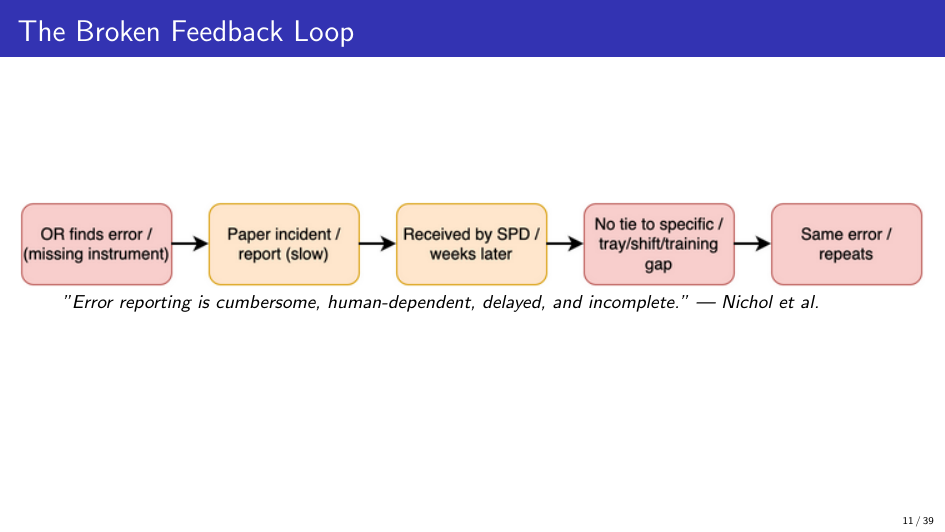 The Broken Feedback Loop
OR finds error /
(missing instrument)
Paper incident /
report (slow)
Received by SPD /
weeks later
No tie to specific /
tray/shift/training
gap
Same error /
repeats
”Error reporting is cumbersome, human-dependent, delayed, and incomplete.” — Nichol et al.
11 / 39